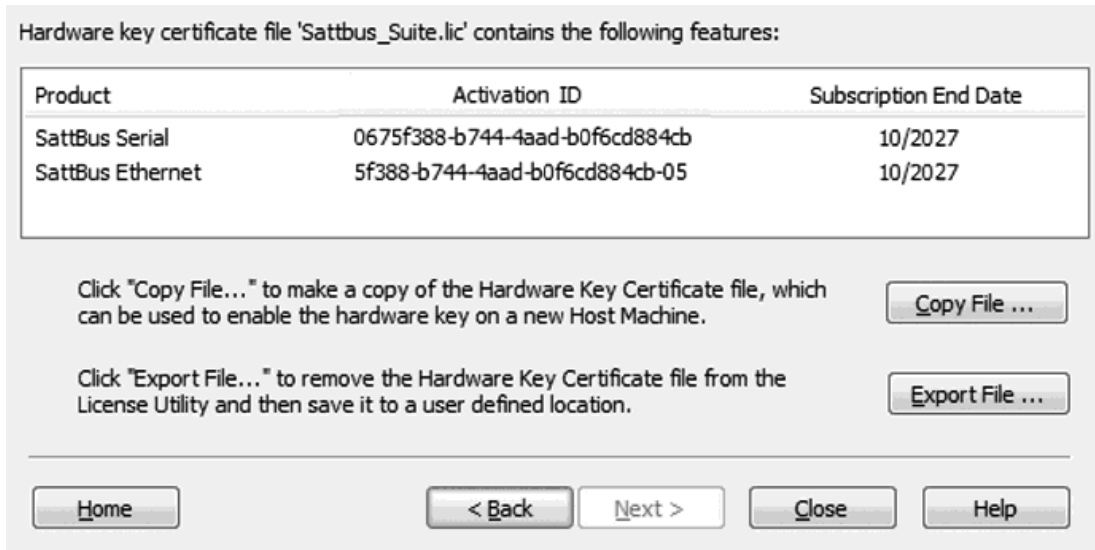 Hardware key certificate file 'Sattbus_Suite.lic' contains the following features:
Product Activation ID Subscription End Date
SattBus Serial 0675f388-b744-4aad-b0f6cd884cb 10/2027
SattBus Ethernet 5f388-b744-4aad-b0f6cd884cb-05 10/2027
Click "Copy File..." to make a copy of the Hardware Key Certificate file, which
can be used to enable the hardware key on a new Host Machine.
Copy File ...
Click "Export File..." to remove the Hardware Key Certificate file from the
License Utility and then save it to a user defined location.
Export File ...
Home < Back Next > Close Help